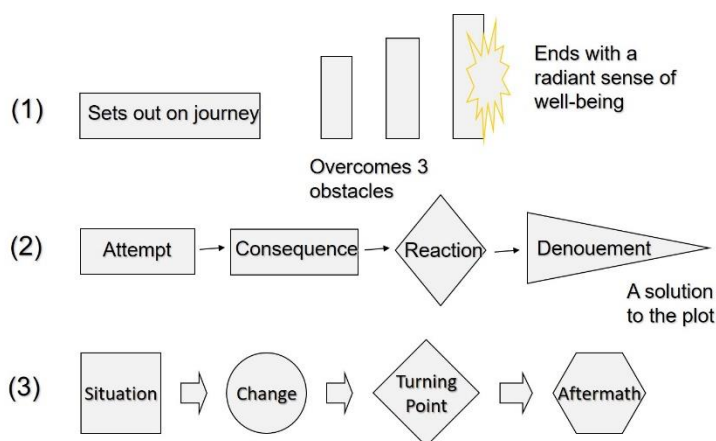 (1)
Sets out on journey
Overcomes 3
obstacles
Ends with a
radiant sense of
well-being
(2)
Attempt
Consequence
Reaction
Denouement
A solution
to the plot
(3)
Situation
Change
Turning
Point
Aftermath